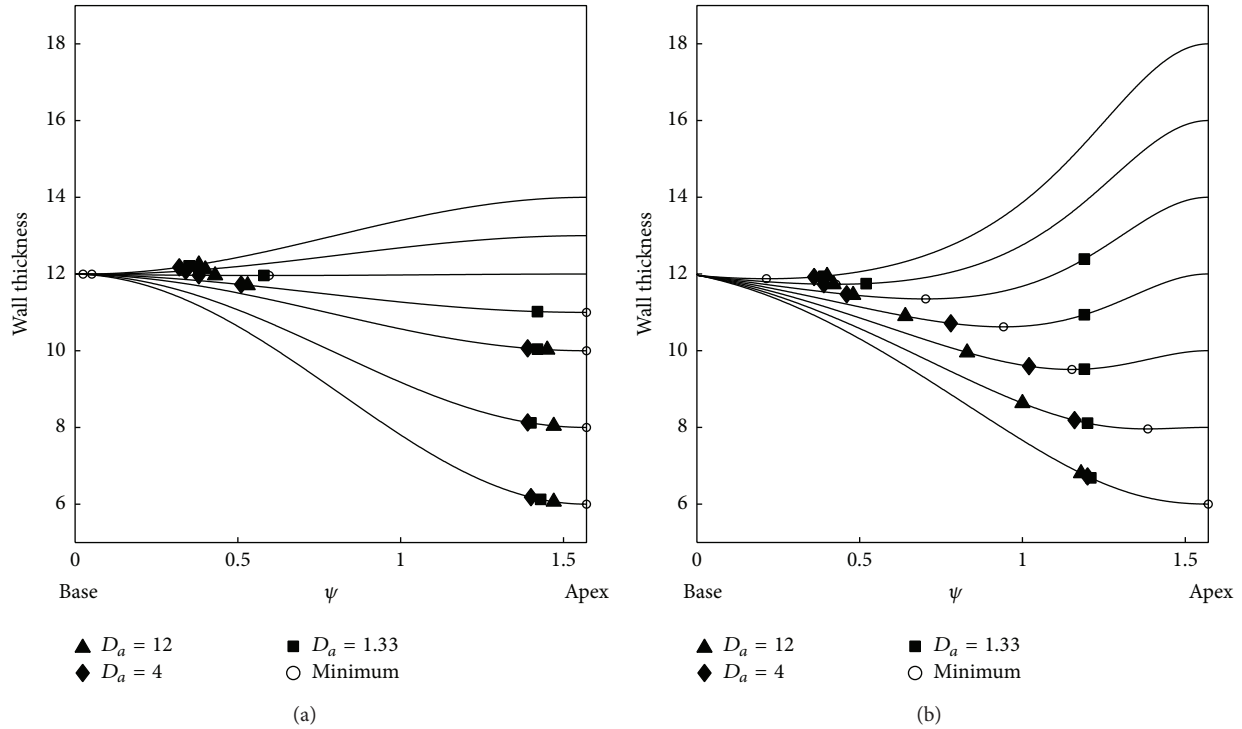 18
16
14
12
10
8
6
Wall thickness
0
0.5
1
1.5
Base
ψ
Apex
D_a = 12
D_a = 1.33
D_a = 4
Minimum
(a)
18
16
14
12
10
8
6
Wall thickness
0
0.5
1
1.5
Base
ψ
Apex
D_a = 12
D_a = 1.33
D_a = 4
Minimum
(b)